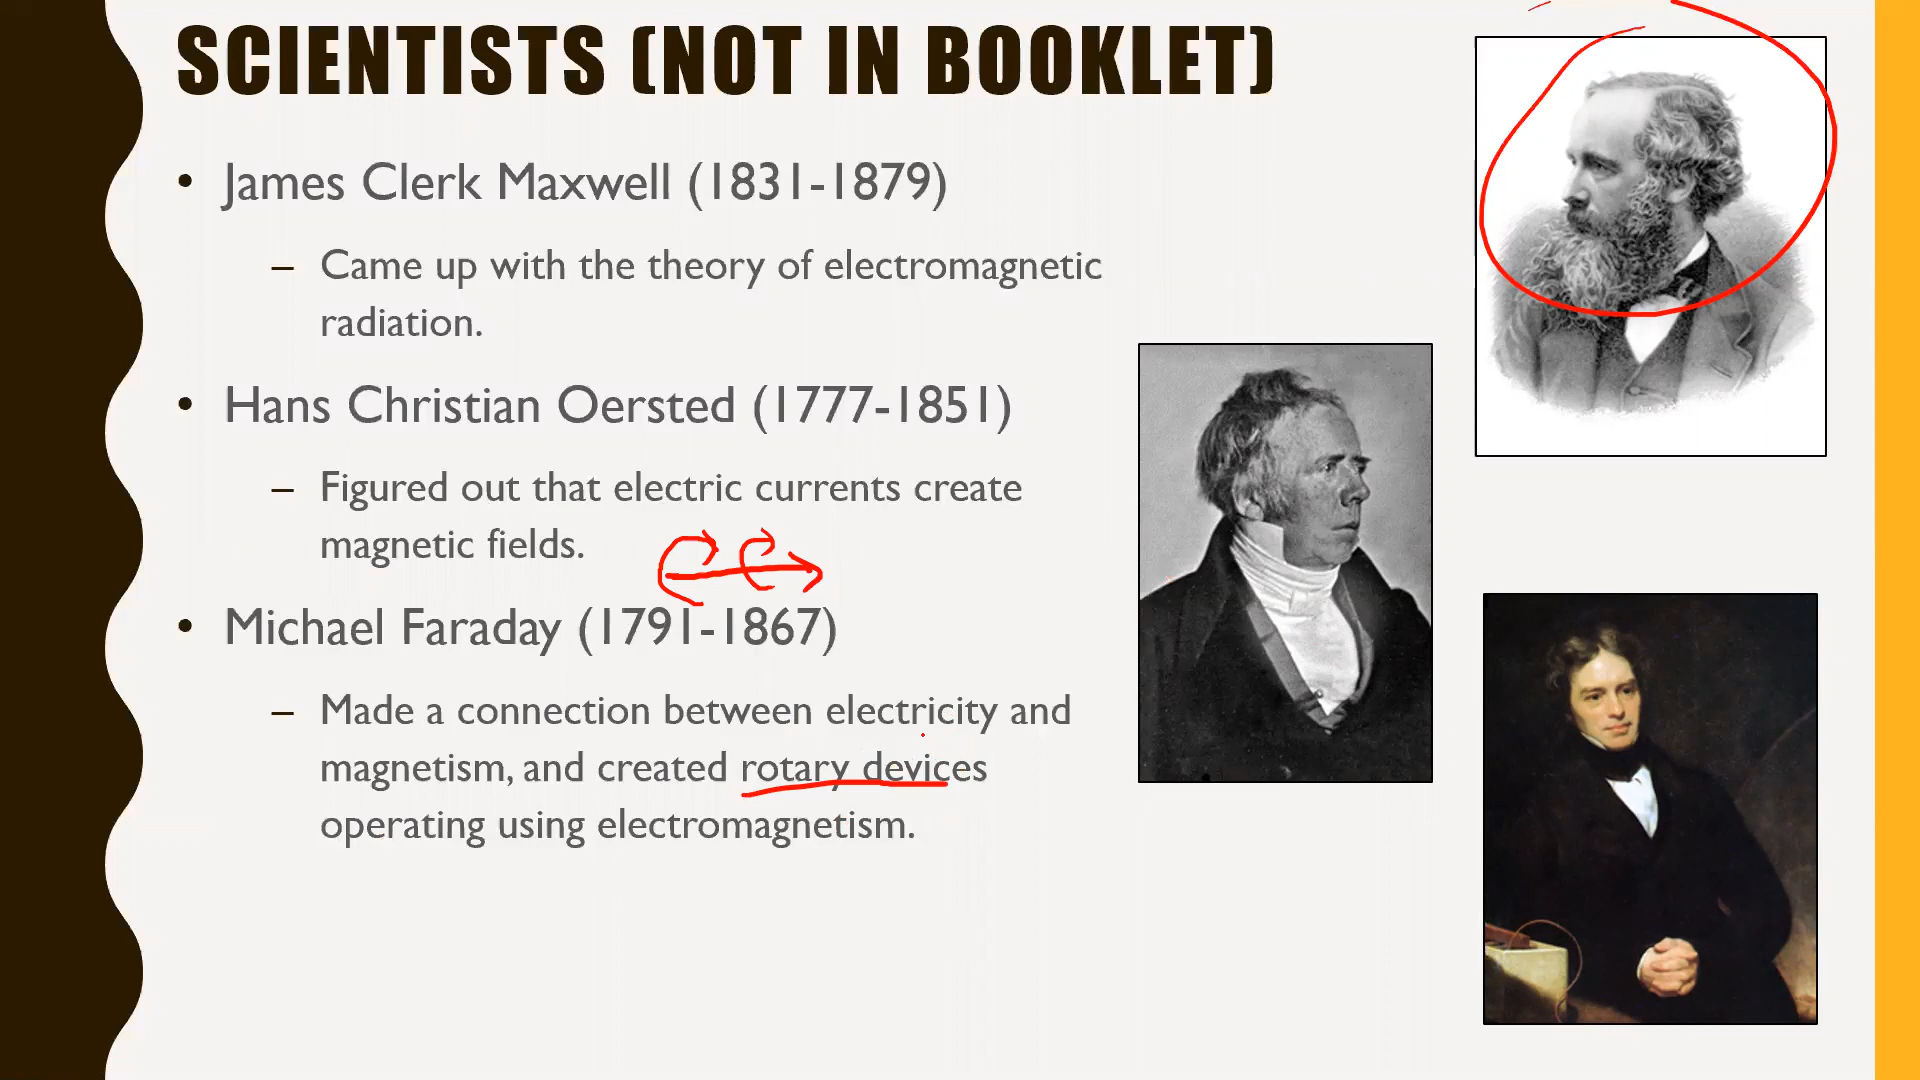 SCIENTISTS (NOT IN BOOKLET)
• James Clerk Maxwell (1831-1879)
– Came up with the theory of electromagnetic
radiation.
• Hans Christian Oersted (1777-1851)
– Figured out that electric currents create
magnetic fields.
• Michael Faraday (1791-1867)
– Made a connection between electricity and
magnetism, and created rotary devices
operating using electromagnetism.